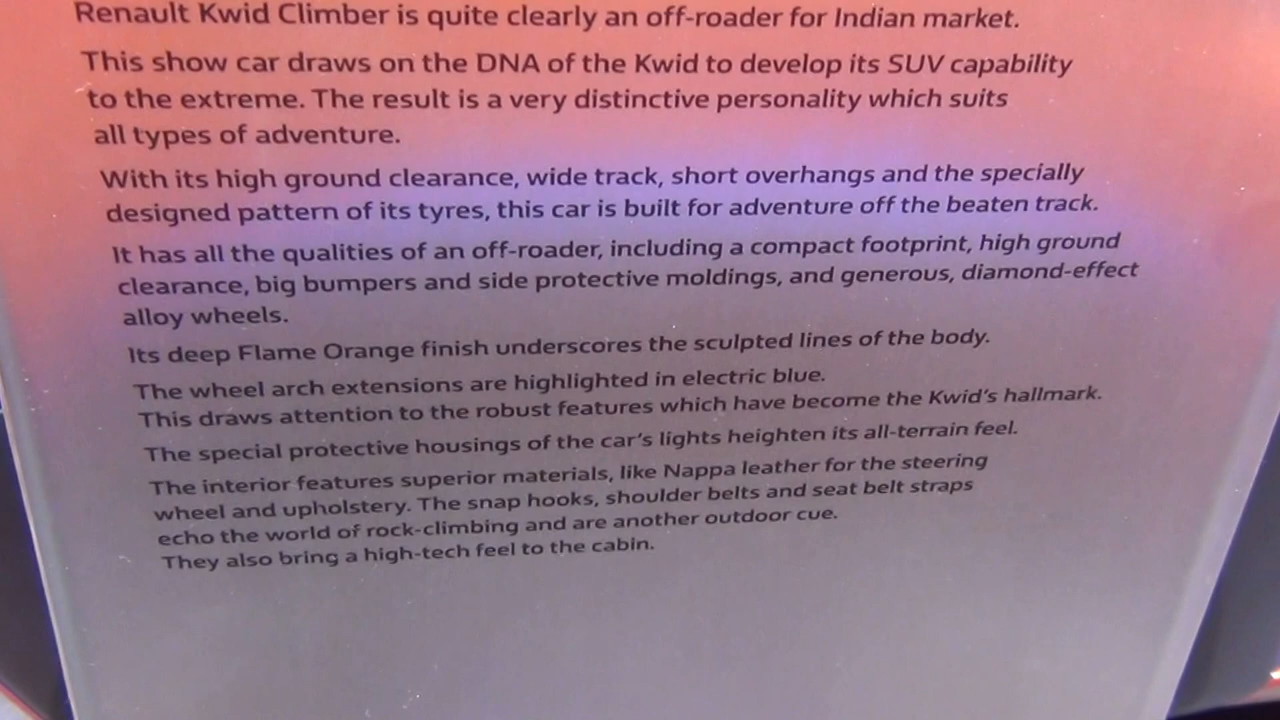 Renault Kwid Climber is quite clearly an off-roader for Indian market.
This show car draws on the DNA of the Kwid to develop its SUV capability
to the extreme. The result is a very distinctive personality which suits
all types of adventure.
With its high ground clearance, wide track, short overhangs and the specially
designed pattern of its tyres, this car is built for adventure off the beaten track.
It has all the qualities of an off-roader, including a compact footprint, high ground
clearance, big bumpers and side protective moldings, and generous, diamond-effect
alloy wheels.
Its deep Flame Orange finish underscores the sculpted lines of the body.
The wheel arch extensions are highlighted in electric blue.
This draws attention to the robust features which have become the Kwid's hallmark.
The special protective housings of the car's lights heighten its all-terrain feel.
The interior features superior materials, like Nappa leather for the steering
wheel and upholstery. The snap hooks, shoulder belts and seat belt straps
echo the world of rock-climbing and are another outdoor cue.
They also bring a high-tech feel to the cabin.